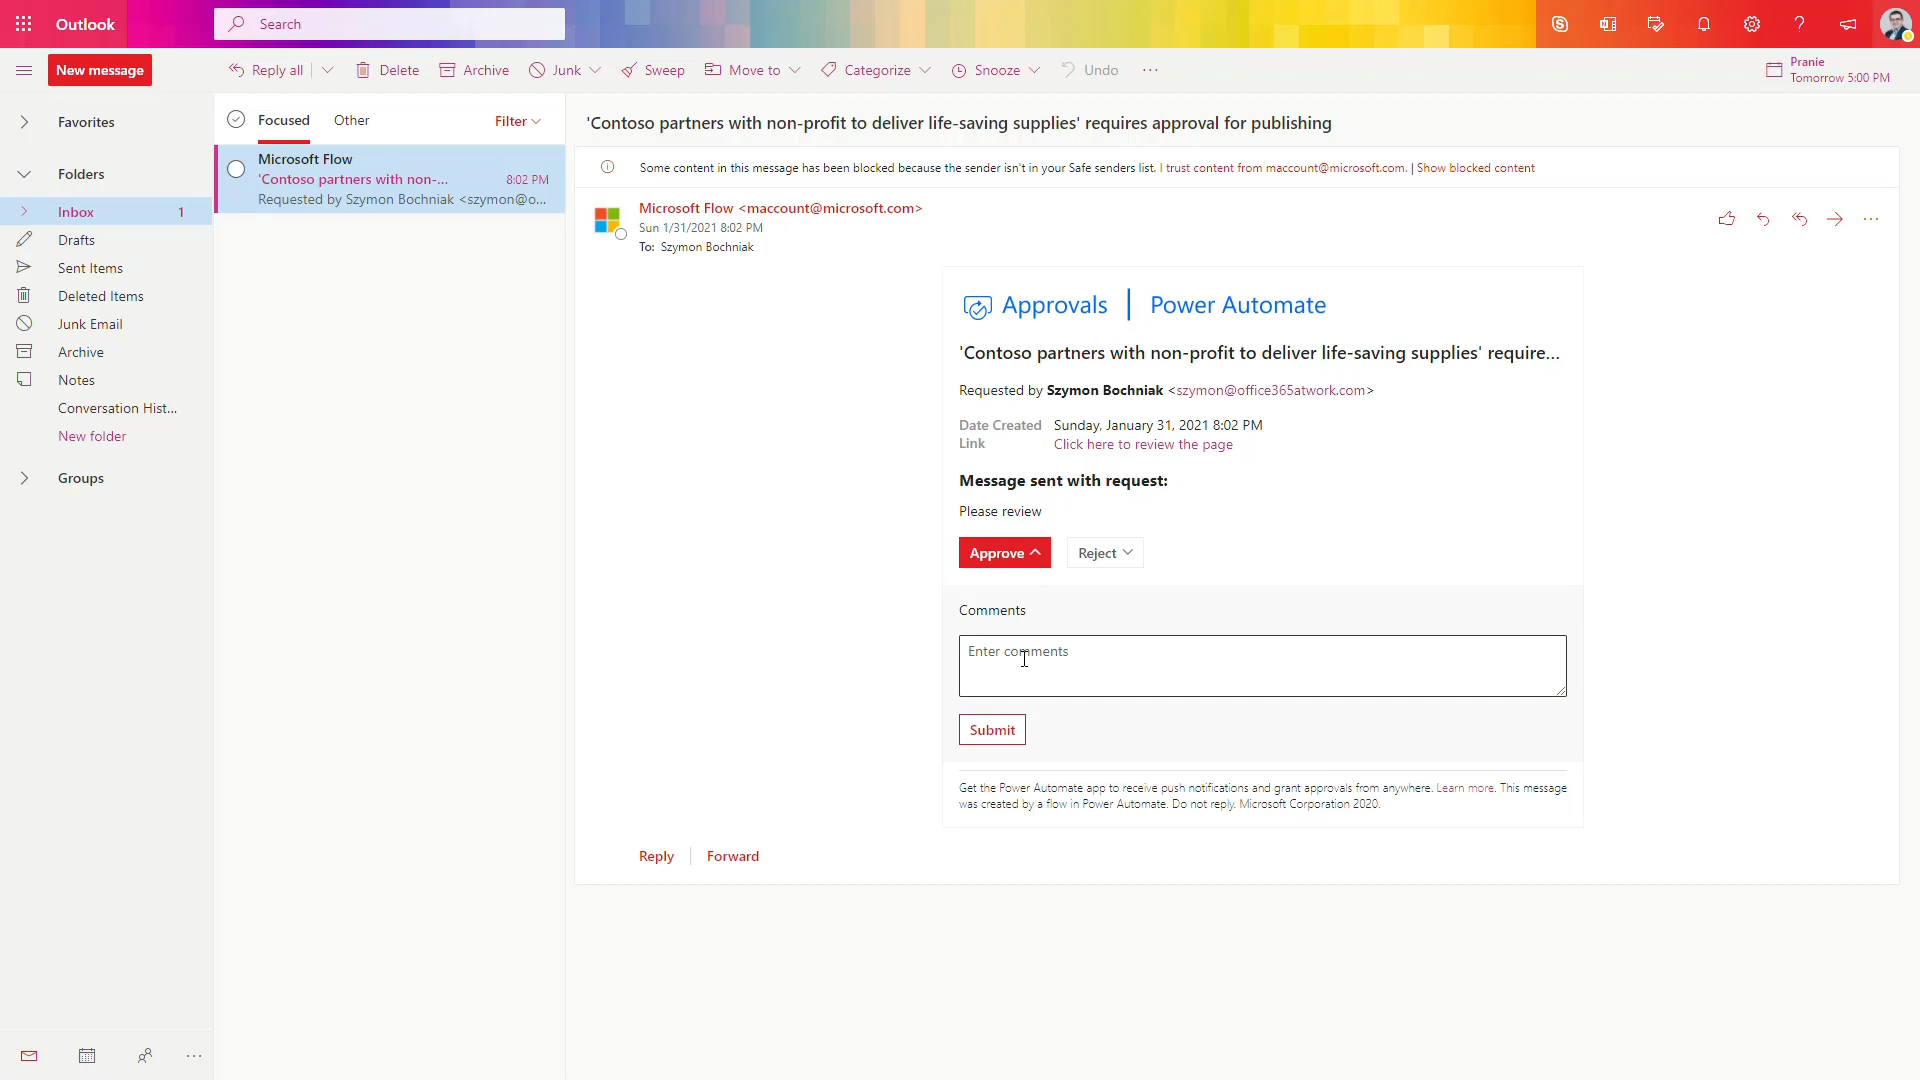 Outlook
Search
New message
Reply all
Delete
Archive
Junk
Sweep
Move to
Categorize
Snooze
Undo
Pranie
Tomorrow 5:00 PM
Favorites
Folders
Inbox 1
Drafts
Sent Items
Deleted Items
Junk Email
Archive
Notes
Conversation Hist...
New folder
Groups
Focused
Other
Filter
Microsoft Flow
'Contoso partners with non-... 8:02 PM
Requested by Szymon Bochniak <szymon@o...
'Contoso partners with non-profit to deliver life-saving supplies' requires approval for publishing
Some content in this message has been blocked because the sender isn't in your Safe senders list. I trust content from maccount@microsoft.com. | Show blocked content
Microsoft Flow <maccount@microsoft.com>
Sun 1/31/2021 8:02 PM
To: Szymon Bochniak
Approvals | Power Automate
'Contoso partners with non-profit to deliver life-saving supplies' require...
Requested by Szymon Bochniak <szymon@office365atwork.com>
Date Created Sunday, January 31, 2021 8:02 PM
Link Click here to review the page
Message sent with request:
Please review
Approve
Reject
Comments
Enter comments
Submit
Get the Power Automate app to receive push notifications and grant approvals from anywhere. Learn more. This message
was created by a flow in Power Automate. Do not reply. Microsoft Corporation 2020.
Reply
Forward